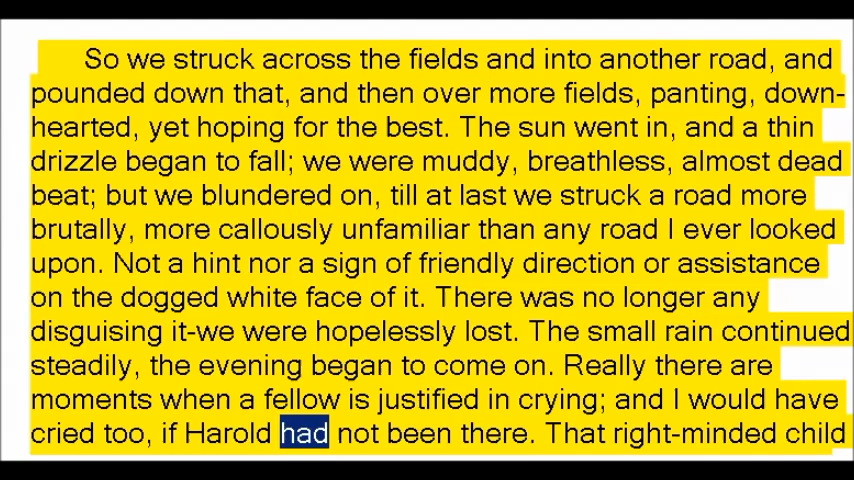 So we struck across the fields and into another road, and
pounded down that, and then over more fields, panting, down-
hearted, yet hoping for the best. The sun went in, and a thin
drizzle began to fall; we were muddy, breathless, almost dead
beat; but we blundered on, till at last we struck a road more
brutally, more callously unfamiliar than any road I ever looked
upon. Not a hint nor a sign of friendly direction or assistance
on the dogged white face of it. There was no longer any
disguising it-we were hopelessly lost. The small rain continued
steadily, the evening began to come on. Really there are
moments when a fellow is justified in crying; and I would have
cried too, if Harold had not been there. That right-minded child